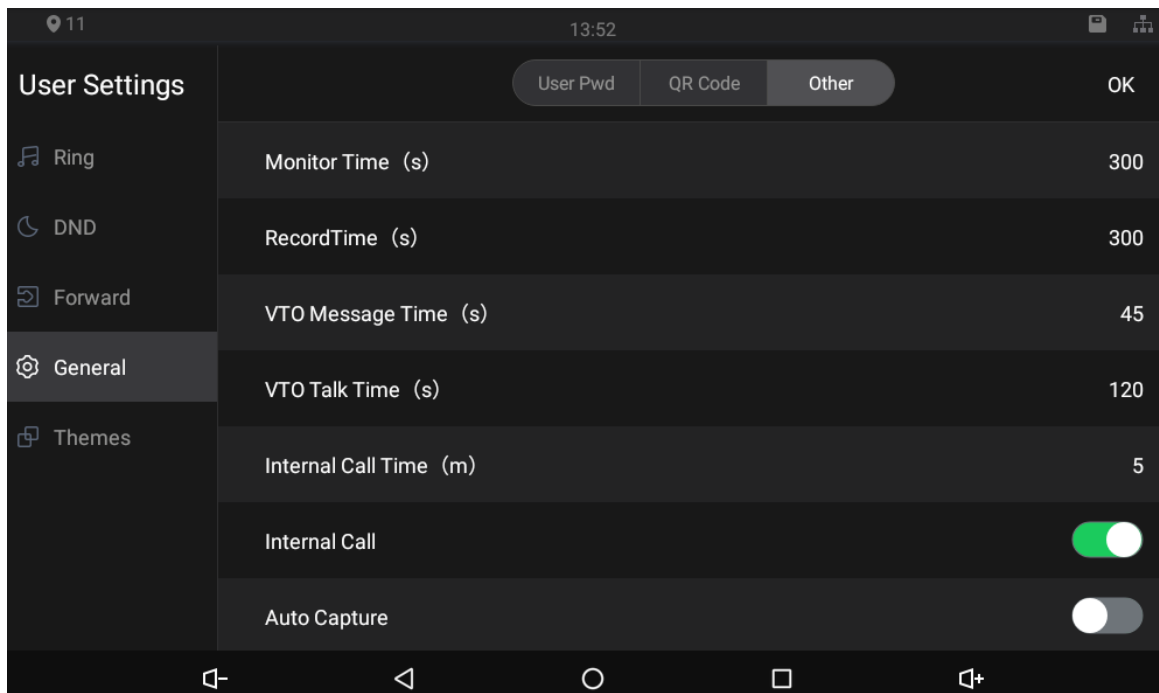 11
13:52
User Settings
User Pwd
QR Code
Other
OK
Ring
DND
Forward
General
Themes
Monitor Time（s） 300
RecordTime（s） 300
VTO Message Time（s） 45
VTO Talk Time（s） 120
Internal Call Time（m） 5
Internal Call
Auto Capture